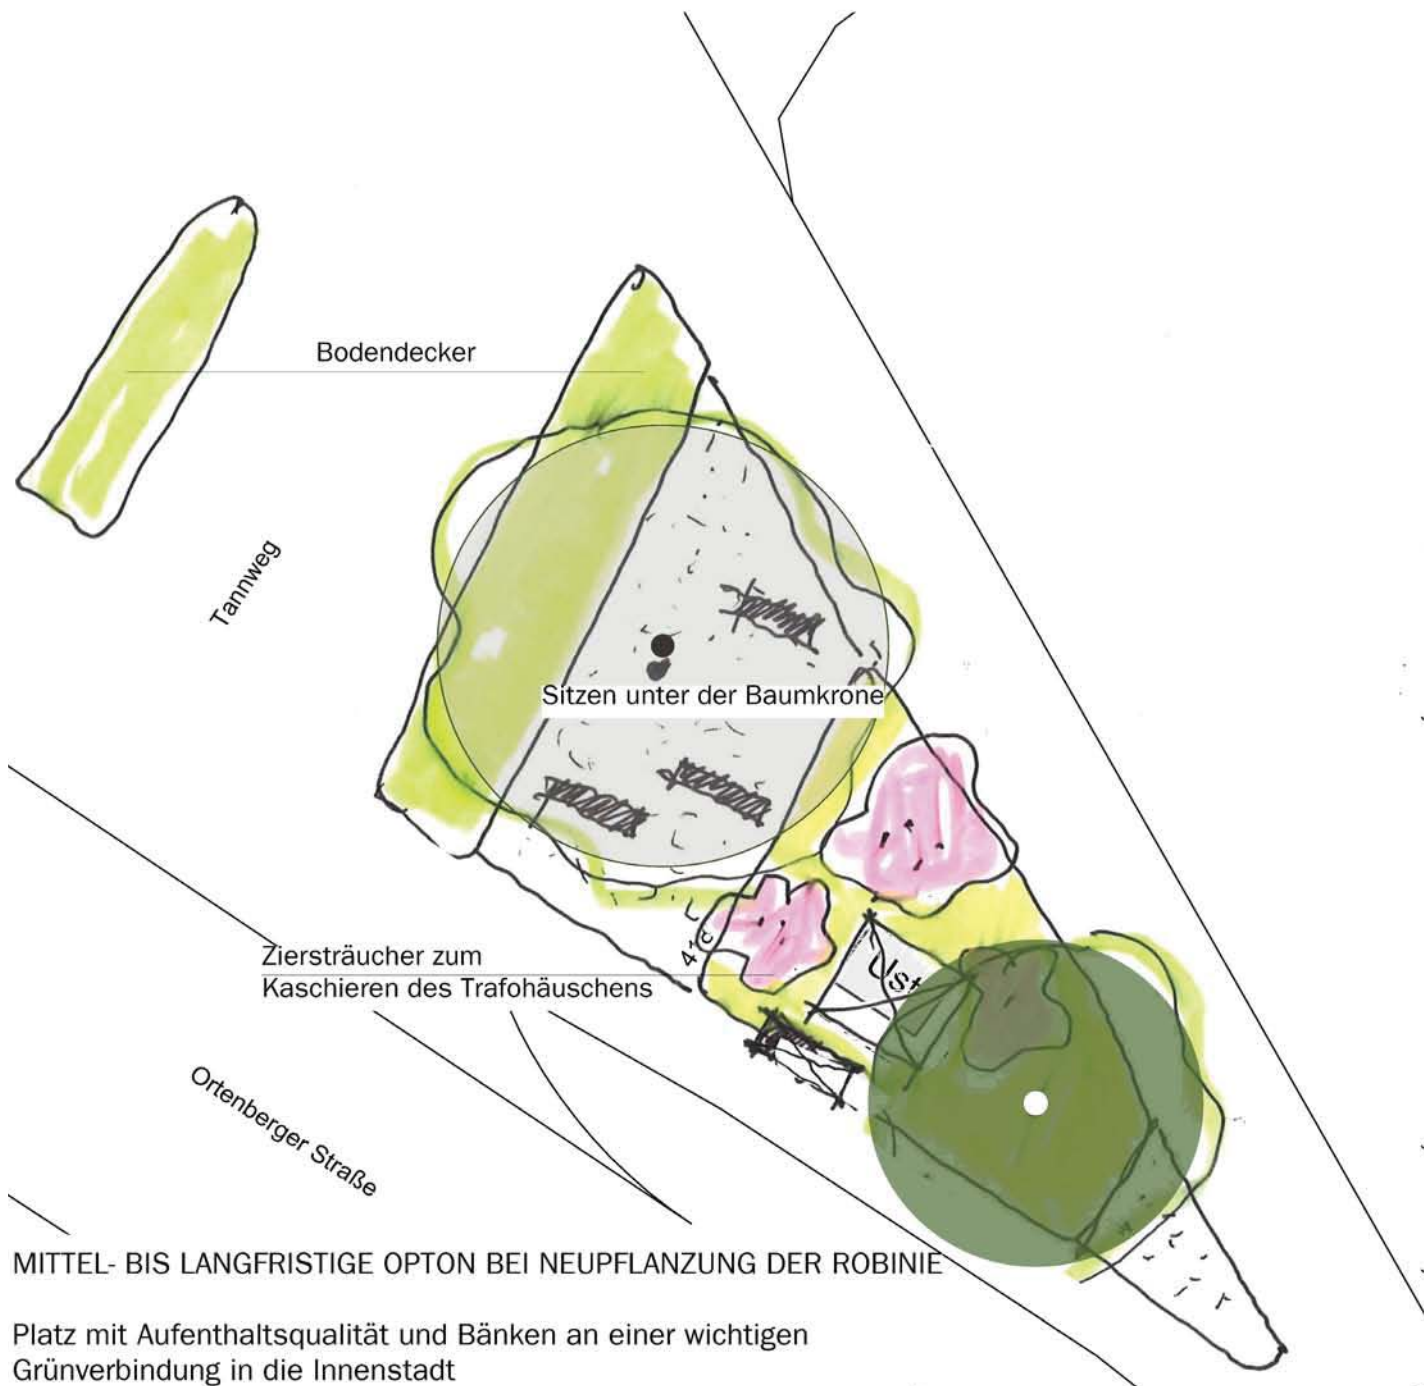 Bodendecker
Tannweg
Sitzen unter der Baumkrone
Ust
Ziersträucher zum
Kaschieren des Trafohäuschens
Ortenberger Straße
MITTEL- BIS LANGFRISTIGE OPTON BEI NEUPFLANZUNG DER ROBINIE
Platz mit Aufenthaltsqualität und Bänken an einer wichtigen
Grünverbindung in die Innenstadt